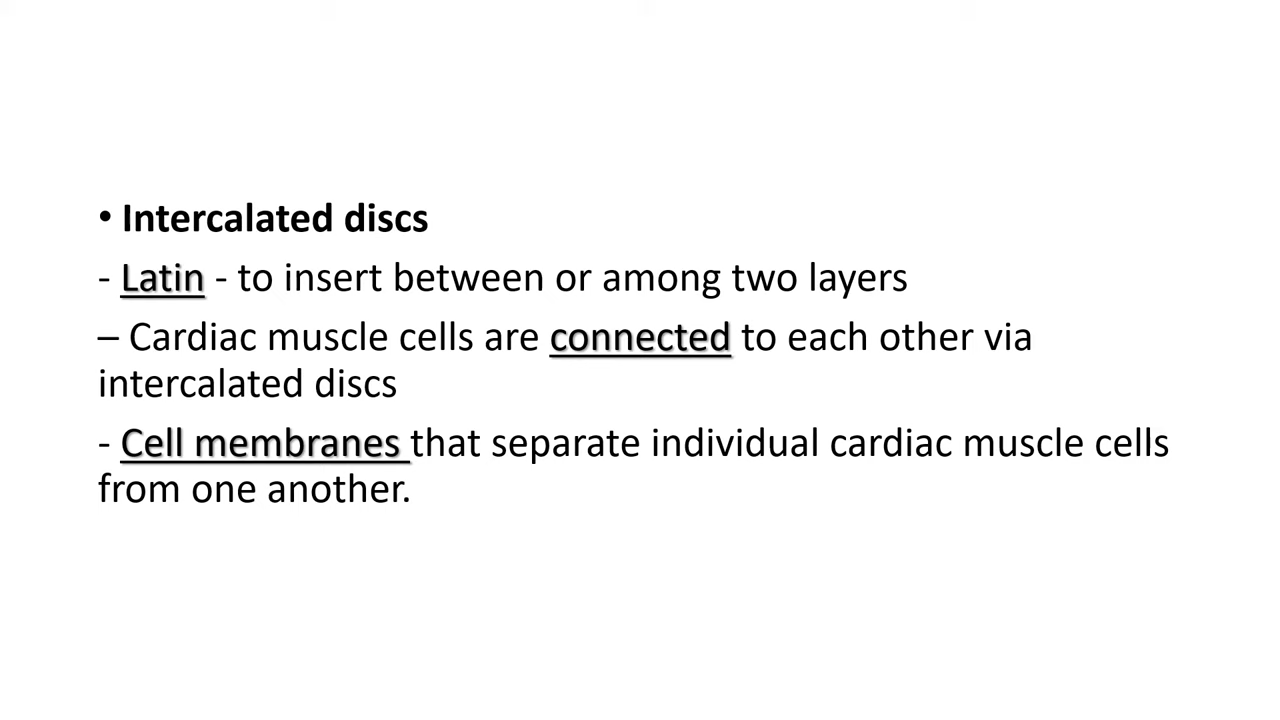 • Intercalated discs
- Latin - to insert between or among two layers
– Cardiac muscle cells are connected to each other via
intercalated discs
- Cell membranes that separate individual cardiac muscle cells
from one another.